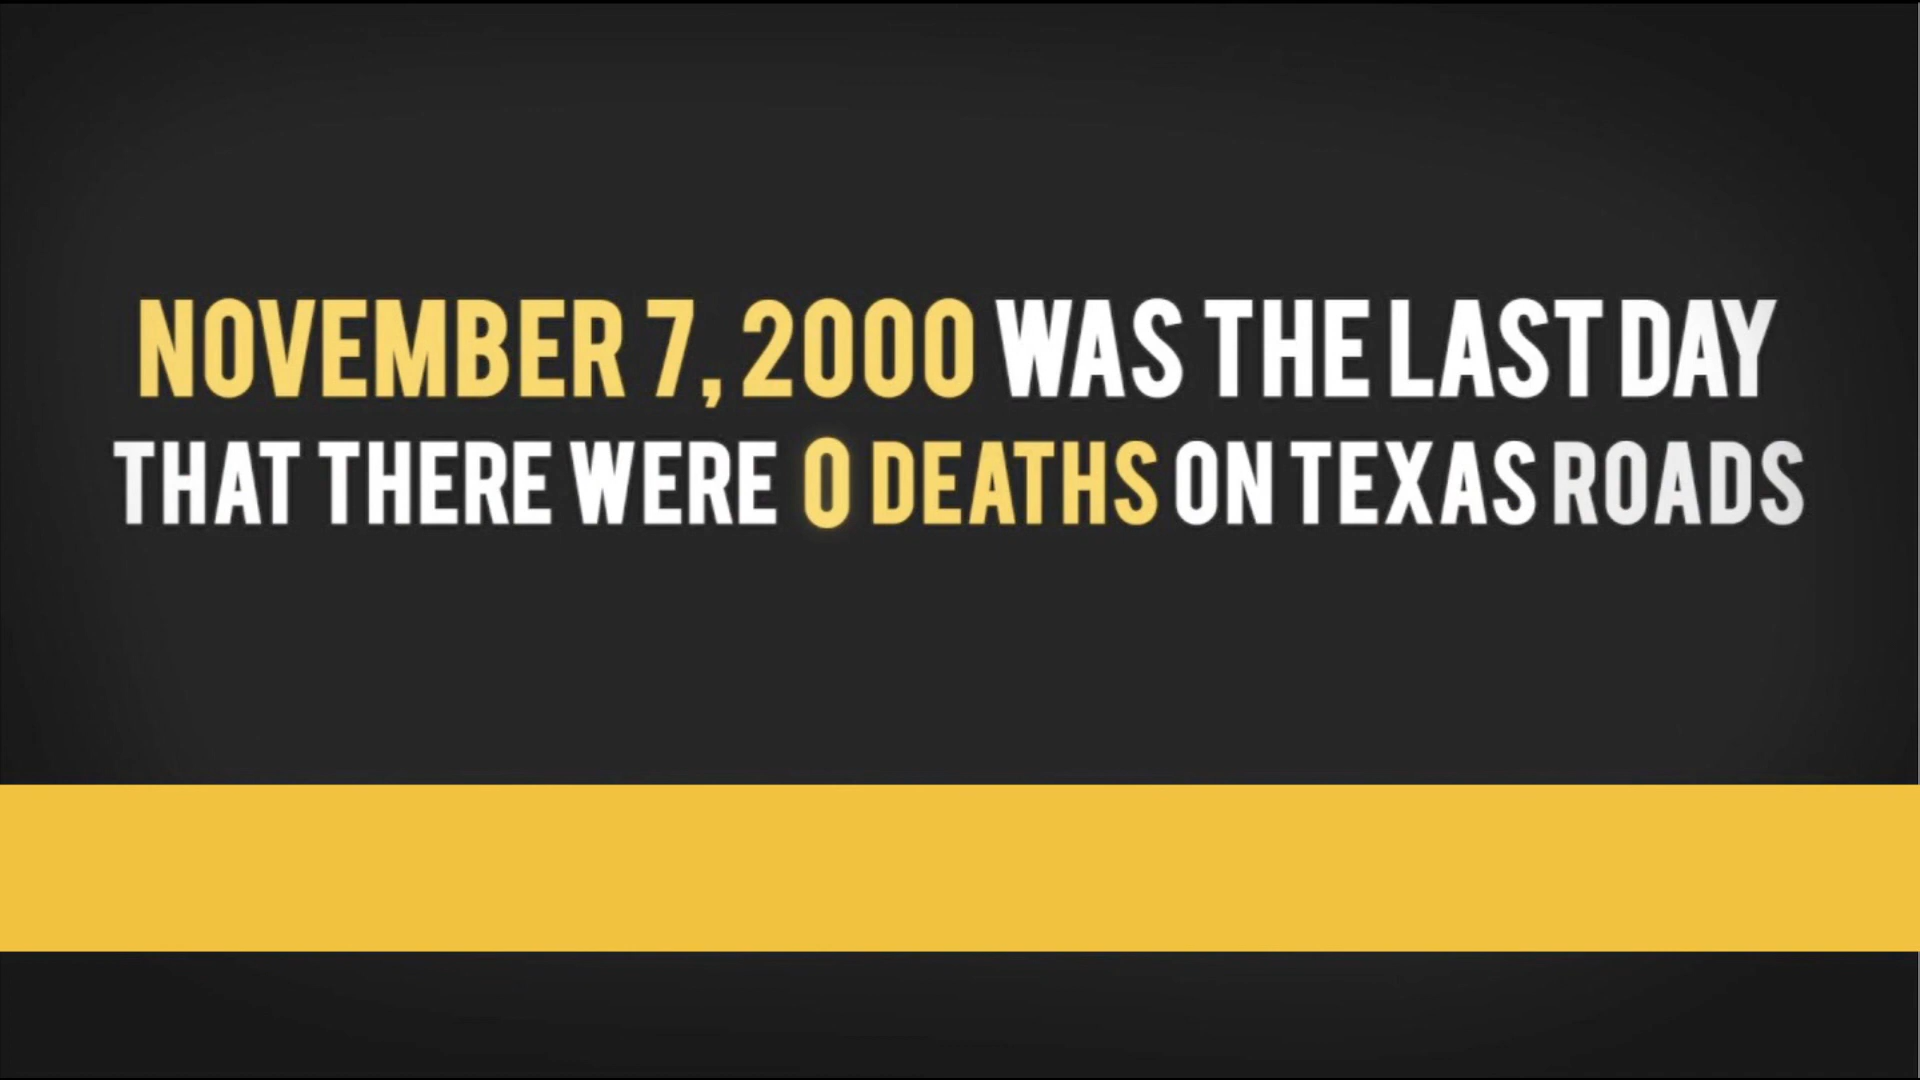 NOVEMBER 7, 2000 WAS THE LAST DAY
THAT THERE WERE 0 DEATHS ON TEXAS ROADS